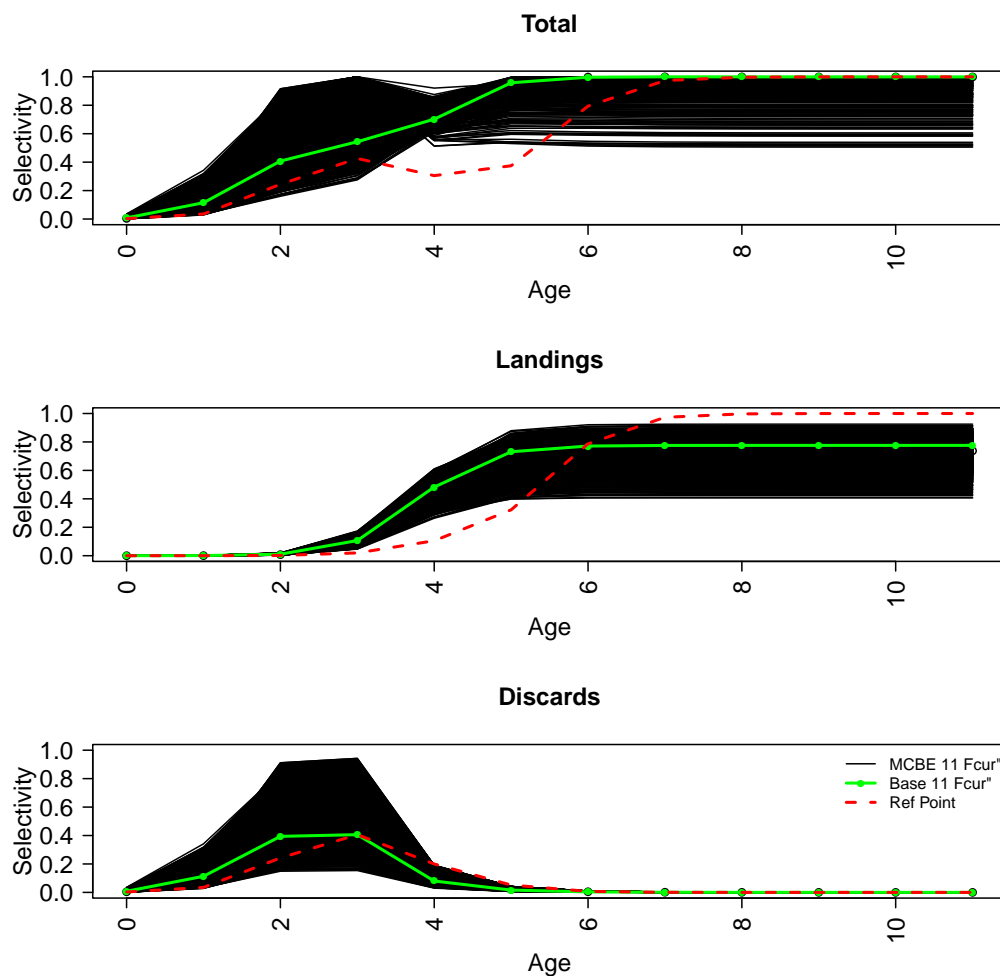 Total
1.0
0.8
0.6
0.4
0.2
0.0
Selectivity
0 2 4 6 8 10
Age
Landings
1.0
0.8
0.6
0.4
0.2
0.0
Selectivity
0 2 4 6 8 10
Age
Discards
1.0
0.8
0.6
0.4
0.2
0.0
Selectivity
MCBE 11 Fcur"
Base 11 Fcur"
Ref Point
0 2 4 6 8 10
Age